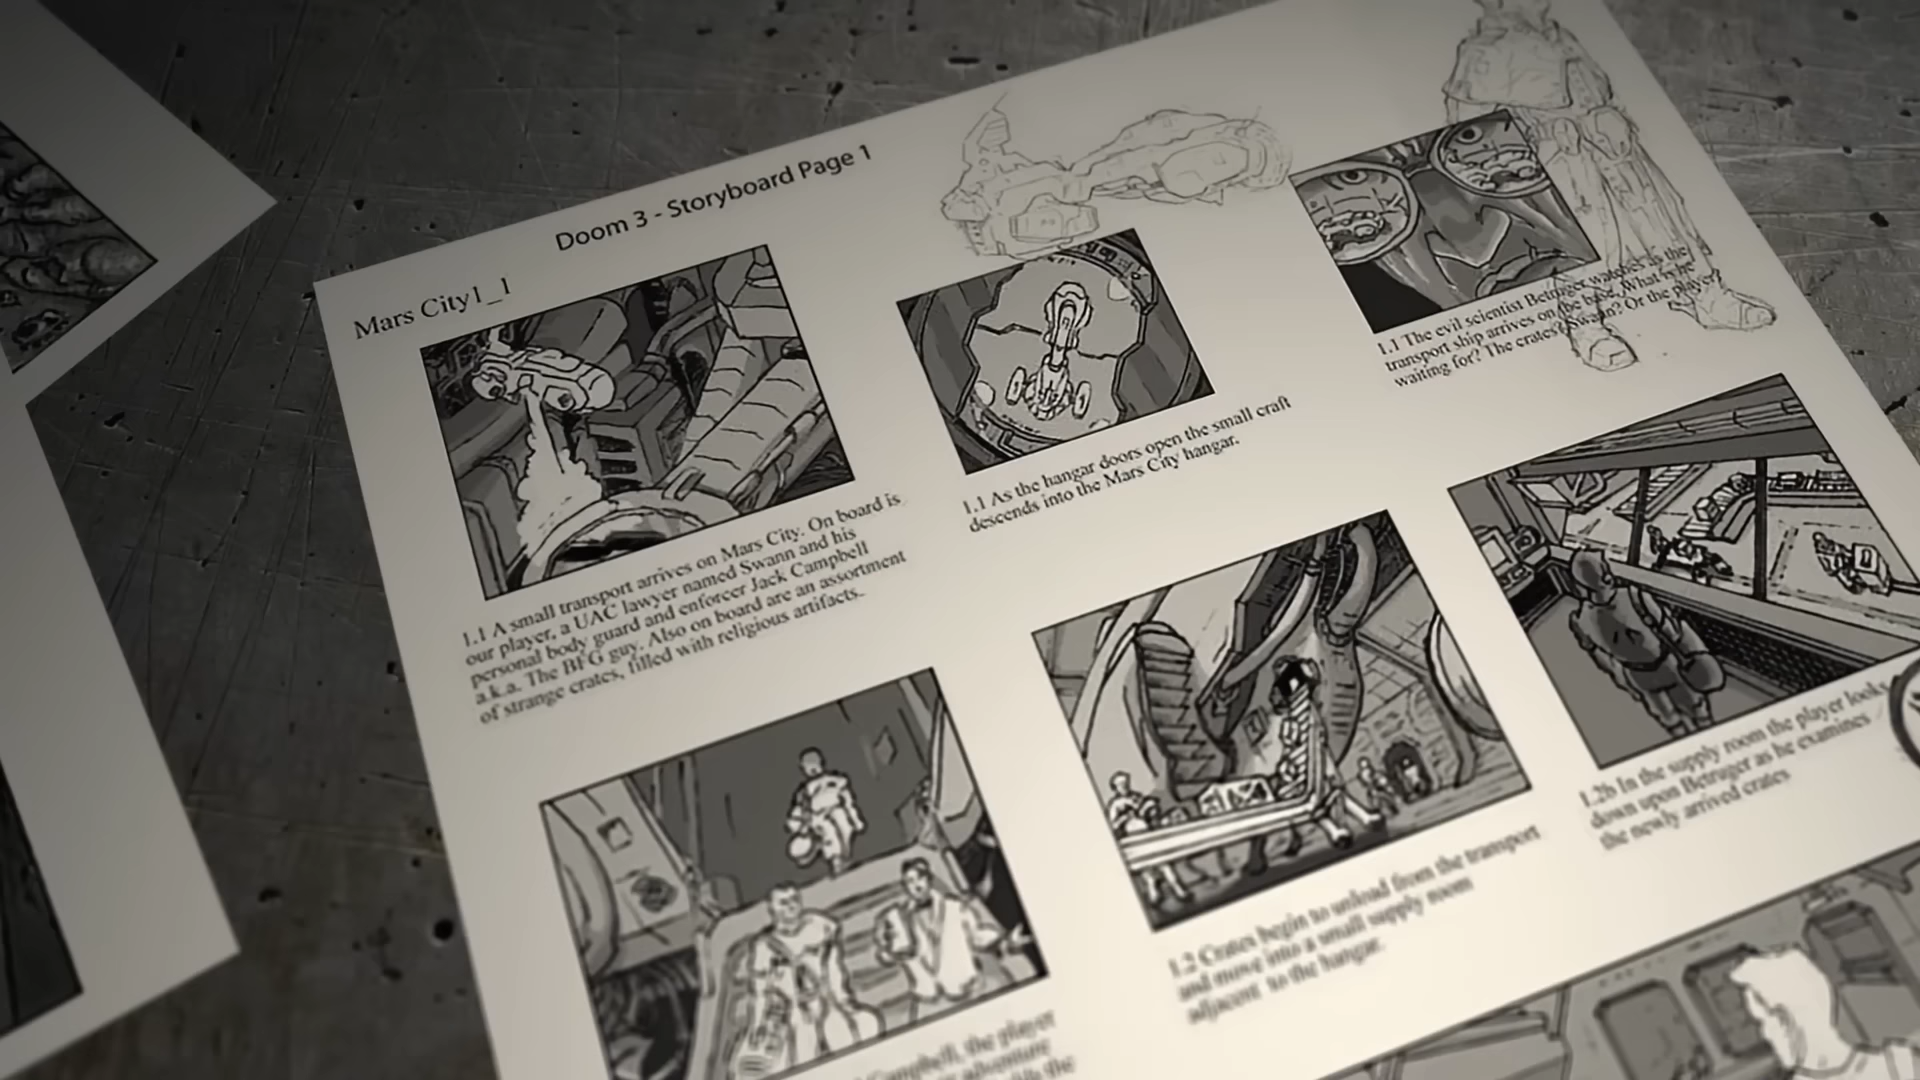 Doom 3 - Storyboard Page 1
Mars City1_1
1.1 A small transport arrives on Mars City. On board is
our player, a UAC lawyer named Swann and his
personal body guard and enforcer Jack Campbell
a.k.a. The BFG guy. Also on board are an assortment
of strange crates, filled with religious artifacts.
1.1 As the hangar doors open the small craft
descends into the Mars City hangar.
1.1 The evil scientist Betruger watches as the
transport ship arrives on the base. What is he
waiting for? The crates? Swann? Or the player?
Campbell, the player
adventure
the
1.2 Crates begin to unload from the transport
and move into a small supply room
adjacent to the hangar.
1.2b In the supply room the player looks
down upon Betruger as he examines
the newly arrived crates